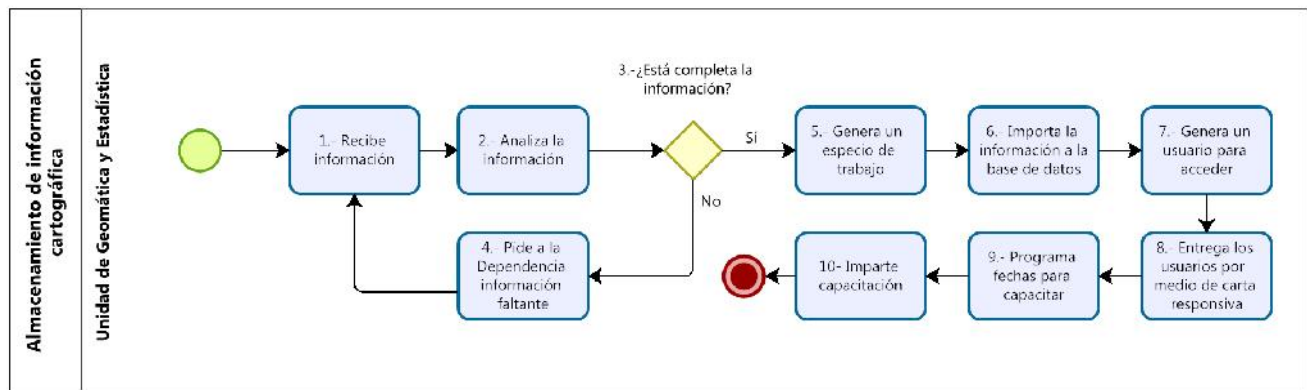 Almacenamiento de información
cartográfica
Unidad de Geomática y Estadística
3.-¿Está completa la
información?
1.- Recibe
información
2.- Analiza la
información
Sí
5.- Genera un
especio de
trabajo
6.- Importa la
información a la
base de datos
7.- Genera un
usuario para
acceder
No
4.- Pide a la
Dependencia
información
faltante
10- Imparte
capacitación
9.- Programa
fechas para
capacitar
8.- Entrega los
usuarios por
medio de carta
responsiva